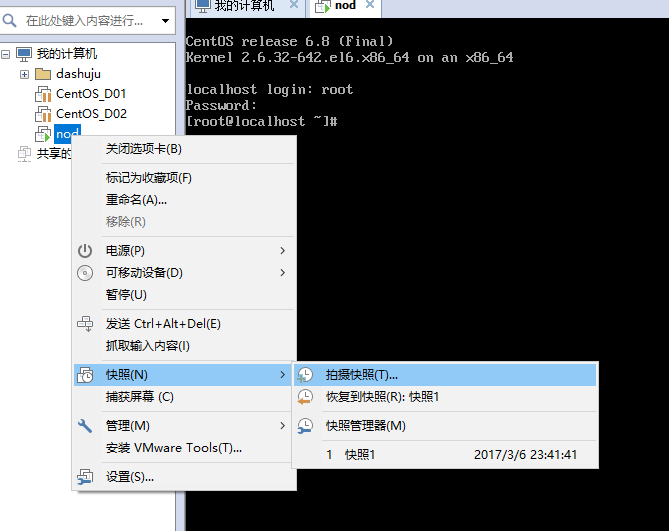 我的计算机
nod
在此处键入内容进行...
我的计算机
dashuju
CentOS_D01
CentOS_D02
nod
共享的
CentOS release 6.8 (Final)
Kernel 2.6.32-642.el6.x86_64 on an x86_64
localhost login: root
Password:
[root@localhost ~]#
关闭选项卡(B)
标记为收藏项(F)
重命名(A)...
移除(R)
电源(P)
可移动设备(D)
暂停(U)
发送 Ctrl+Alt+Del(E)
抓取输入内容(I)
快照(N)
捕获屏幕 (C)
管理(M)
安装 VMware Tools(T)...
设置(S)...
拍摄快照(T)...
恢复到快照(R): 快照1
快照管理器(M)
1 快照1 2017/3/6 23:41:41